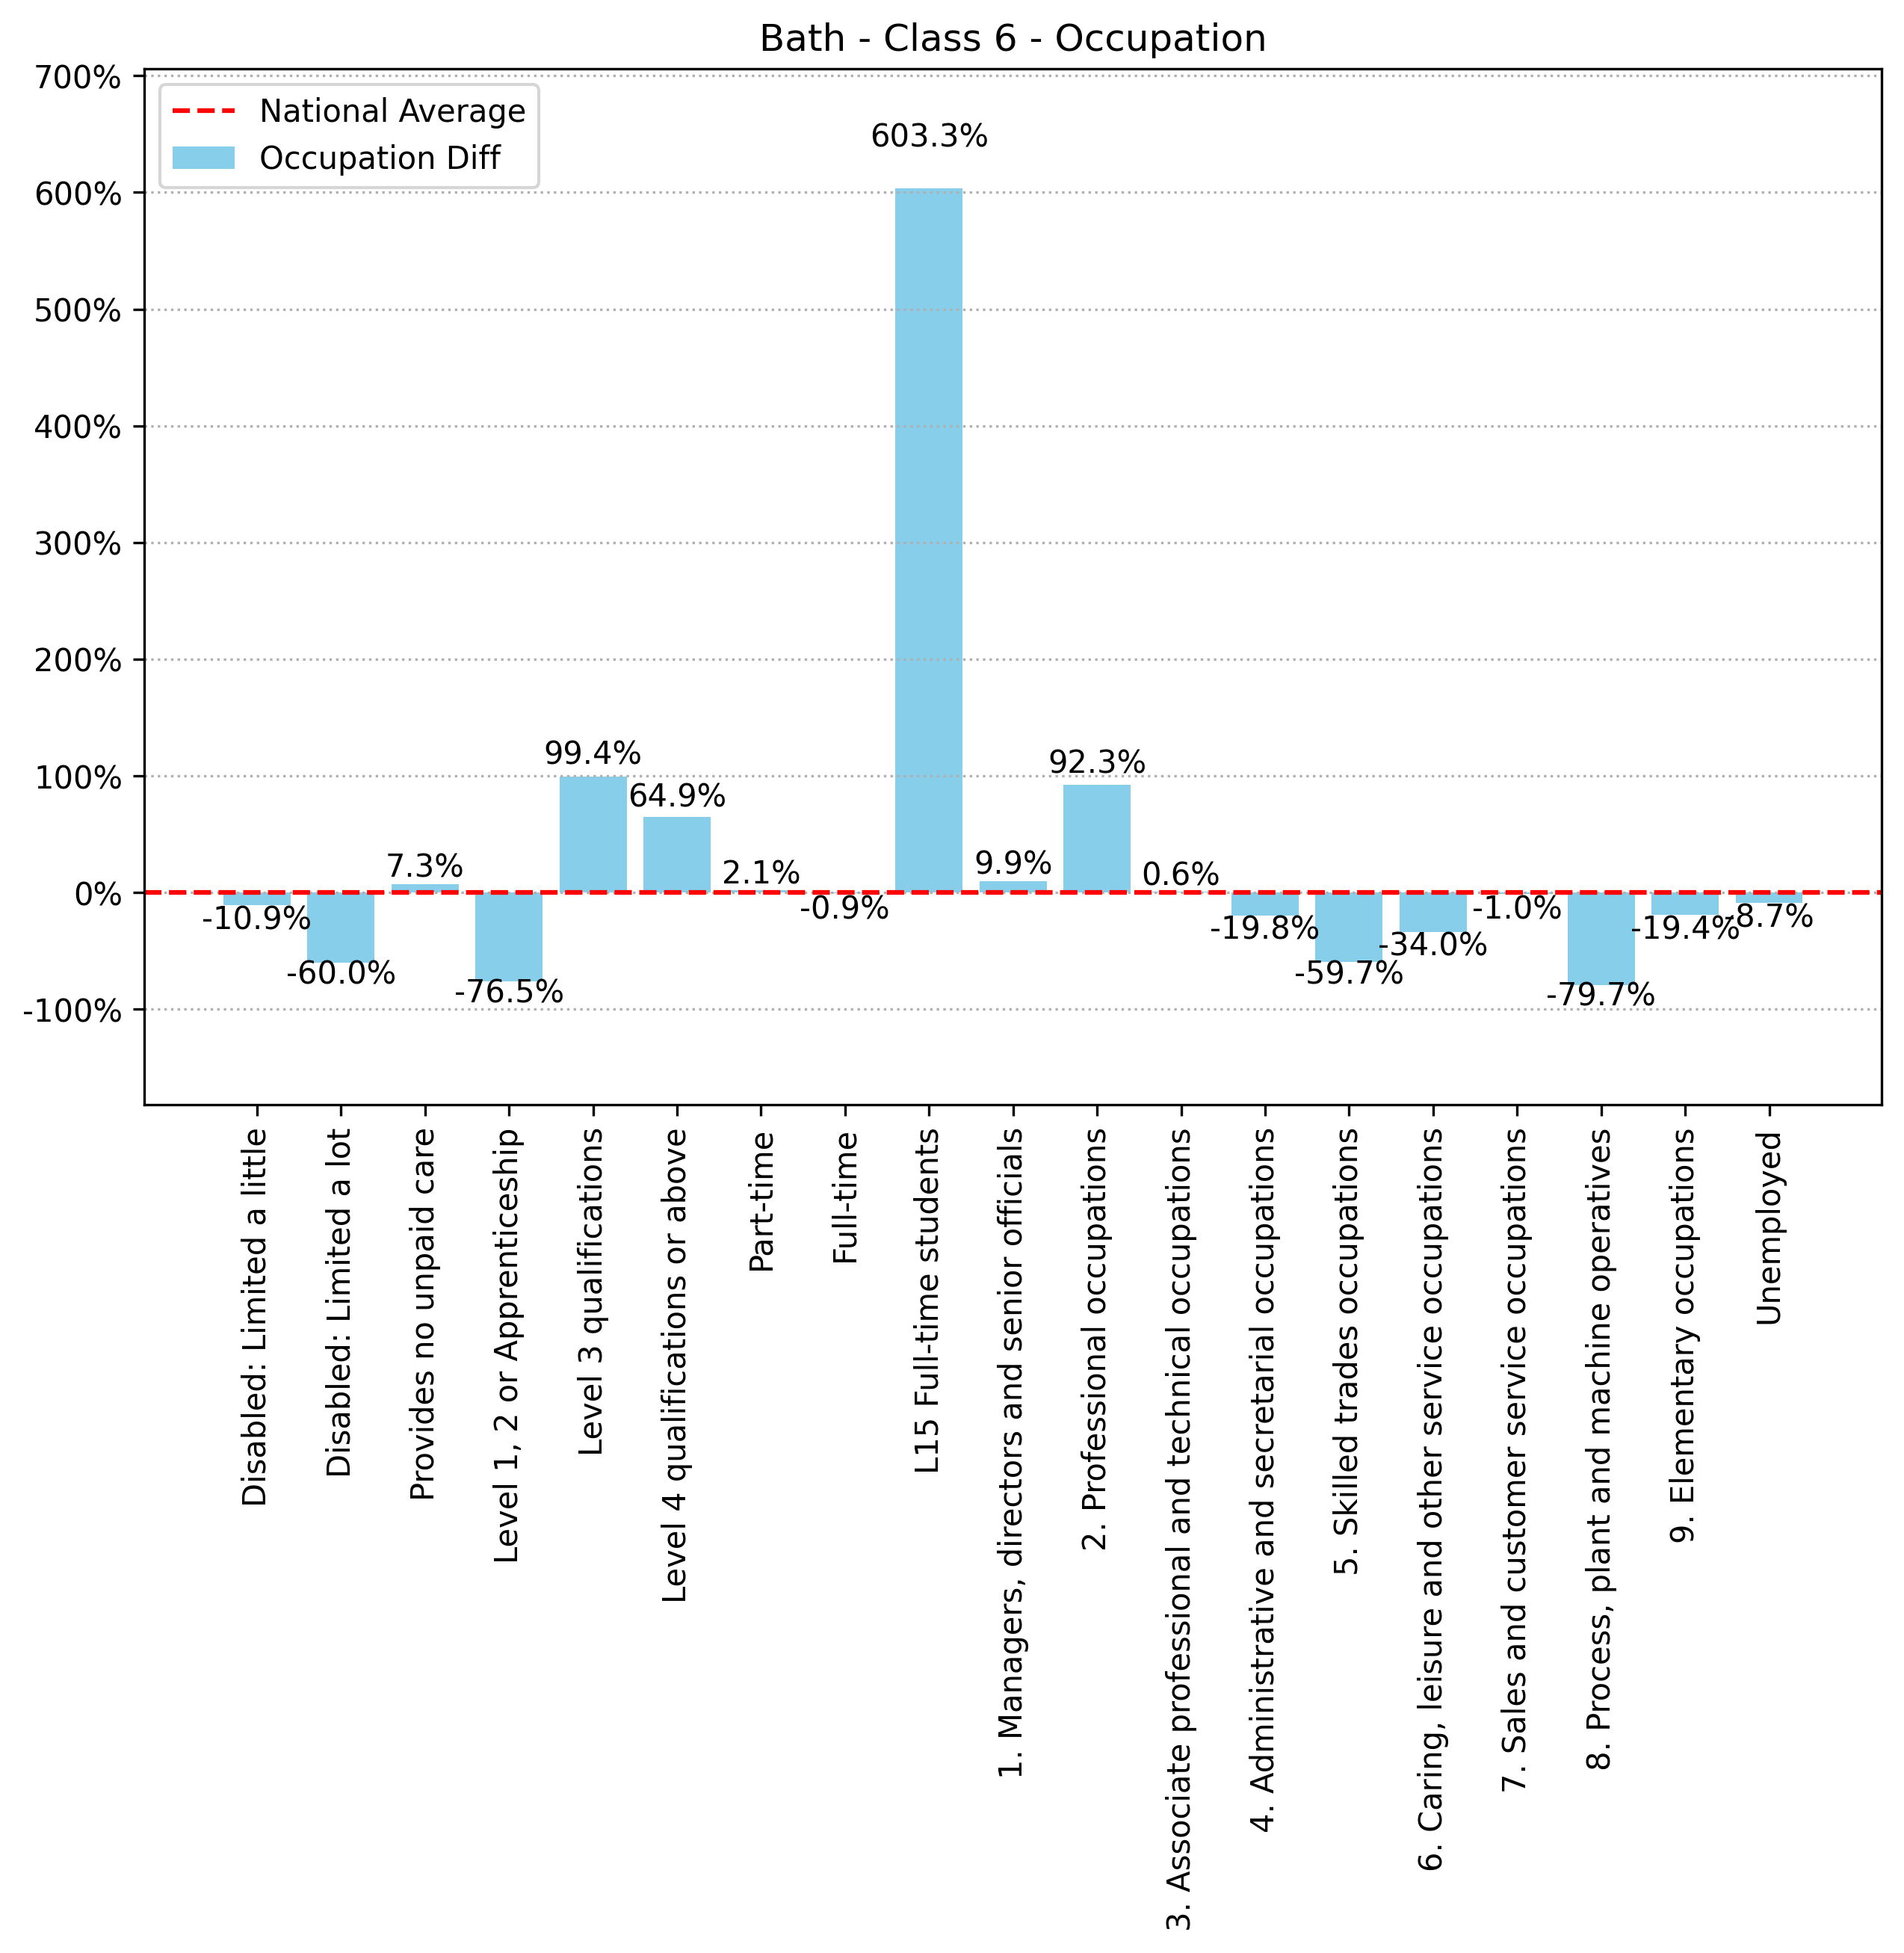 Bath - Class 6 - Occupation
National Average
Occupation Diff
700%
600%
500%
400%
300%
200%
100%
0%
-100%
-10.9%
-60.0%
7.3%
-76.5%
99.4%
64.9%
2.1%
-0.9%
603.3%
9.9%
92.3%
0.6%
-19.8%
-59.7%
-34.0%
-1.0%
-79.7%
-19.4%
-8.7%
Disabled: Limited a little
Disabled: Limited a lot
Provides no unpaid care
Level 1, 2 or Apprenticeship
Level 3 qualifications
Level 4 qualifications or above
Part-time
Full-time
L15 Full-time students
1. Managers, directors and senior officials
2. Professional occupations
3. Associate professional and technical occupations
4. Administrative and secretarial occupations
5. Skilled trades occupations
6. Caring, leisure and other service occupations
7. Sales and customer service occupations
8. Process, plant and machine operatives
9. Elementary occupations
Unemployed